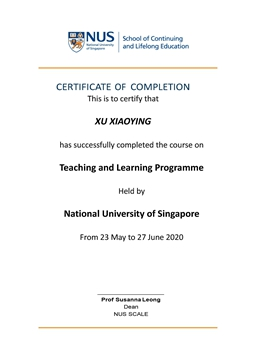 NUS
National University
of Singapore
School of Continuing
and Lifelong Education
CERTIFICATE OF COMPLETION
This is to certify that
XU XIAOYING
has successfully completed the course on
Teaching and Learning Programme
Held by
National University of Singapore
From 23 May to 27 June 2020
Prof Susanna Leong
Dean
NUS SCALE